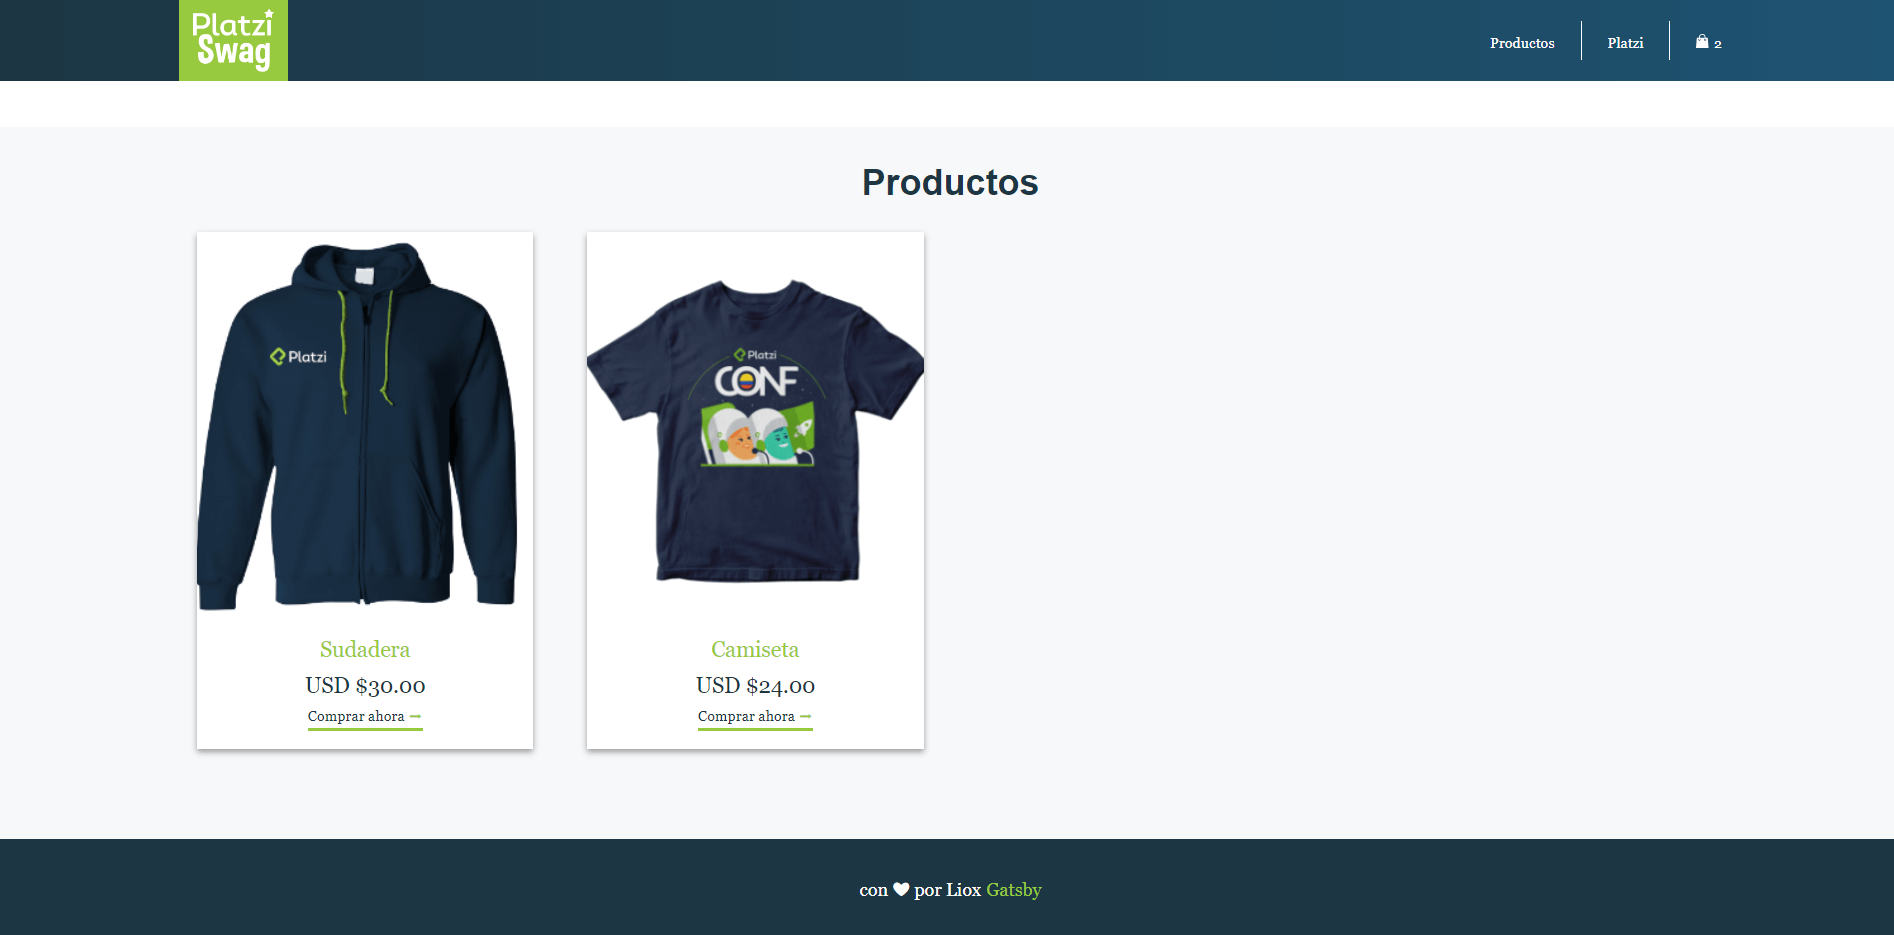 Platzi
Swag
Productos
Platzi
2
Productos
Platzi
Platzi
CONF
Sudadera
USD $30.00
Comprar ahora
Camiseta
USD $24.00
Comprar ahora
con por Liox Gatsby